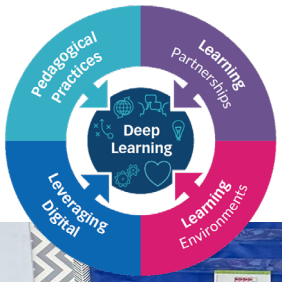 Pedagogical
Practices
Learning
Partnerships
Deep
Learning
Leveraging
Digital
Learning
Environments